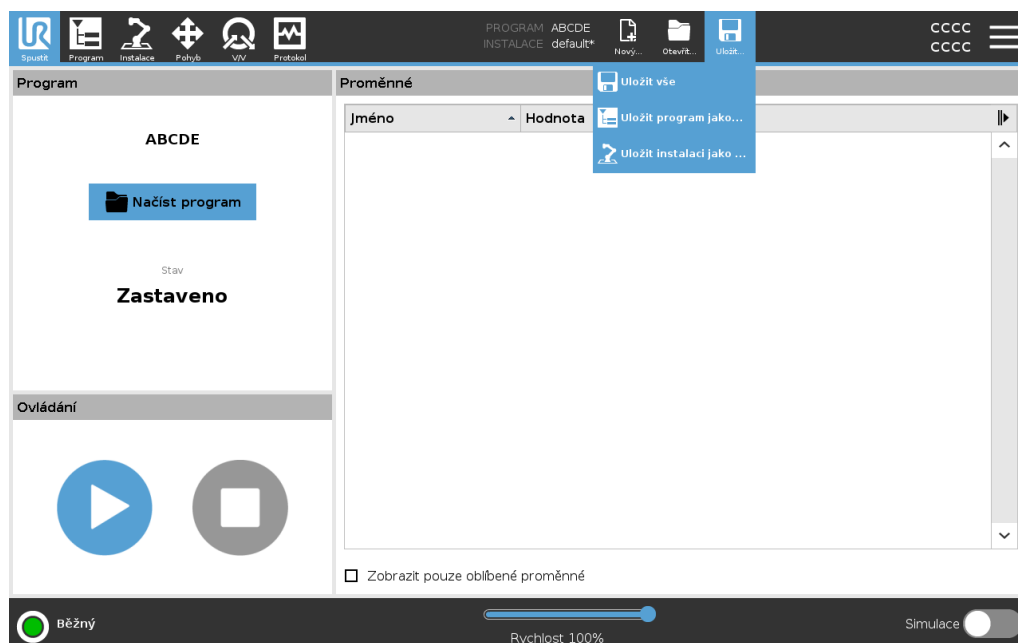 Spustit
Program
Instalace
Pohyb
V/V
Protokol
PROGRAM ABCDE
INSTALACE default*
Nový...
Otevřít...
Uložit...
CCCC
CCCC
Program
Proměnné
Uložit vše
Uložit program jako...
Uložit instalaci jako ...
Jméno
Hodnota
ABCDE
Načíst program
Stav
Zastaveno
Ovládání
Zobrazit pouze oblíbené proměnné
Běžný
Rychlost 100%
Simulace